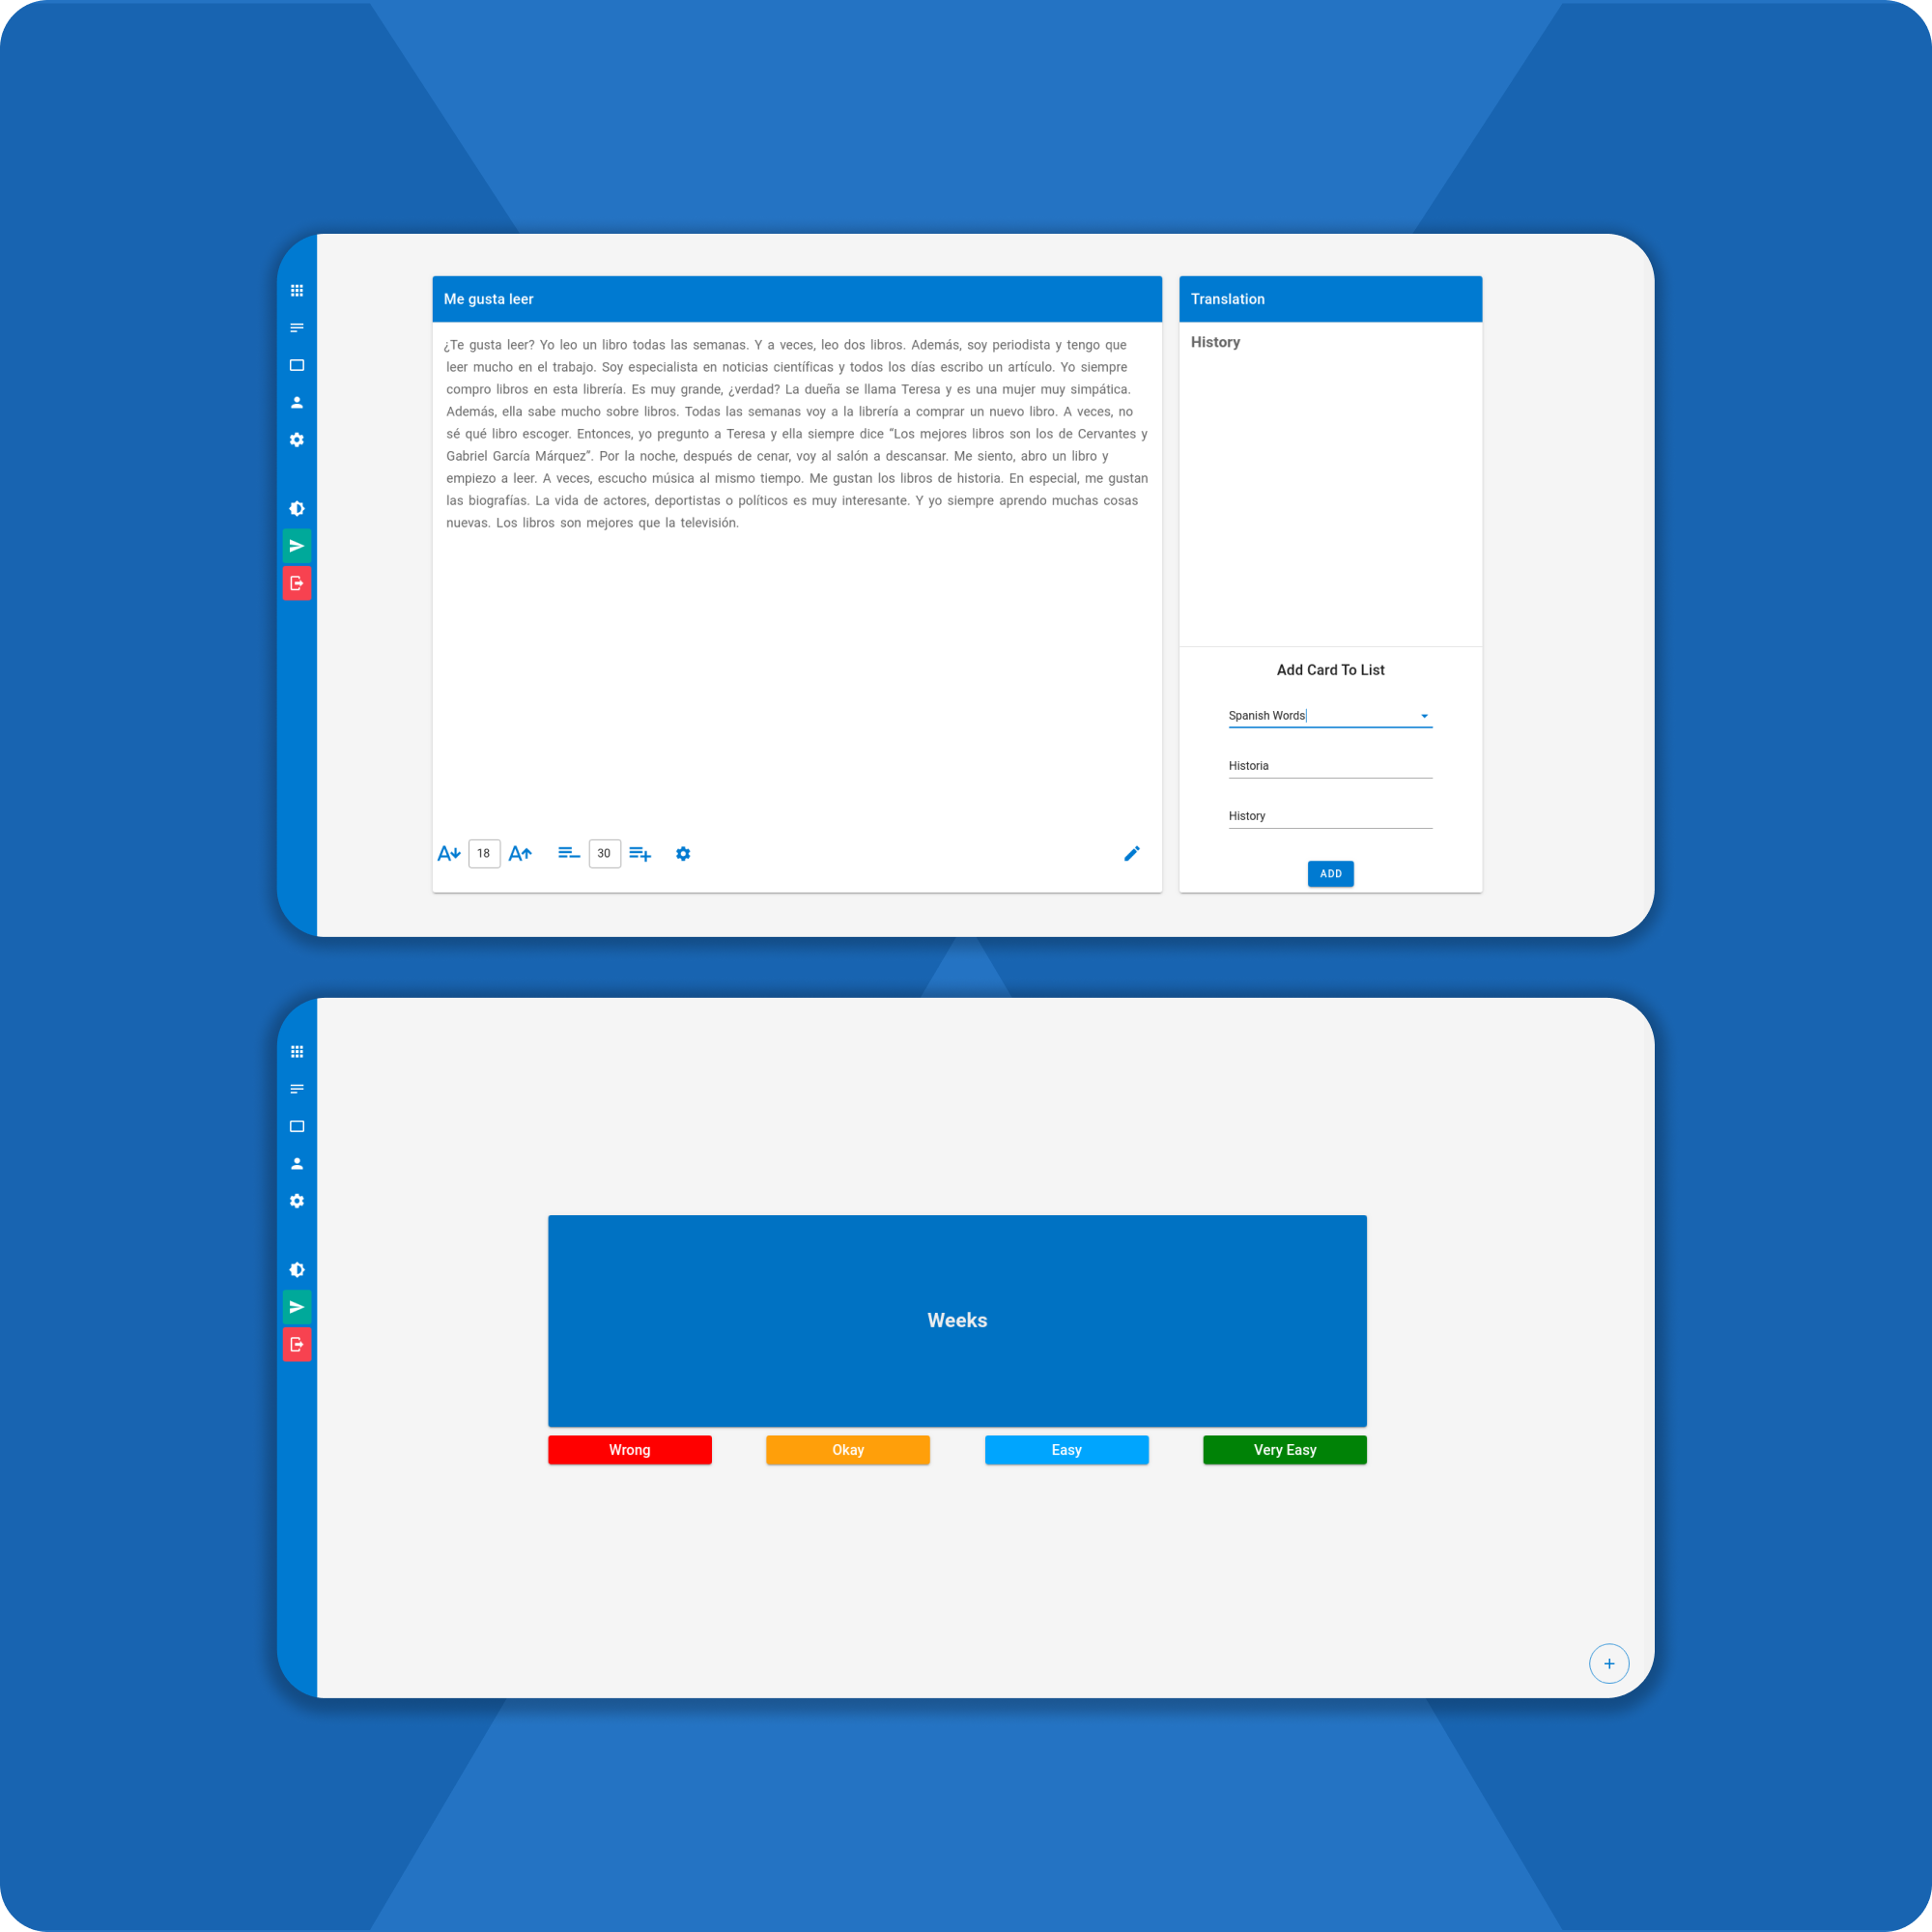 Me gusta leer
¿Te gusta leer? Yo leo un libro todas las semanas. Y a veces, leo dos libros. Además, soy periodista y tengo que
leer mucho en el trabajo. Soy especialista en noticias científicas y todos los días escribo un artículo. Yo siempre
compro libros en esta librería. Es muy grande, ¿verdad? La dueña se llama Teresa y es una mujer muy simpática.
Además, ella sabe mucho sobre libros. Todas las semanas voy a la librería a comprar un nuevo libro. A veces, no
sé qué libro escoger. Entonces, yo pregunto a Teresa y ella siempre dice “Los mejores libros son los de Cervantes y
Gabriel García Márquez”. Por la noche, después de cenar, voy al salón a descansar. Me siento, abro un libro y
empiezo a leer. A veces, escucho música al mismo tiempo. Me gustan los libros de historia. En especial, me gustan
las biografías. La vida de actores, deportistas o políticos es muy interesante. Y yo siempre aprendo muchas cosas
nuevas. Los libros son mejores que la televisión.
18
30
Translation
History
Add Card To List
Spanish Words
Historia
History
ADD
Weeks
Wrong
Okay
Easy
Very Easy